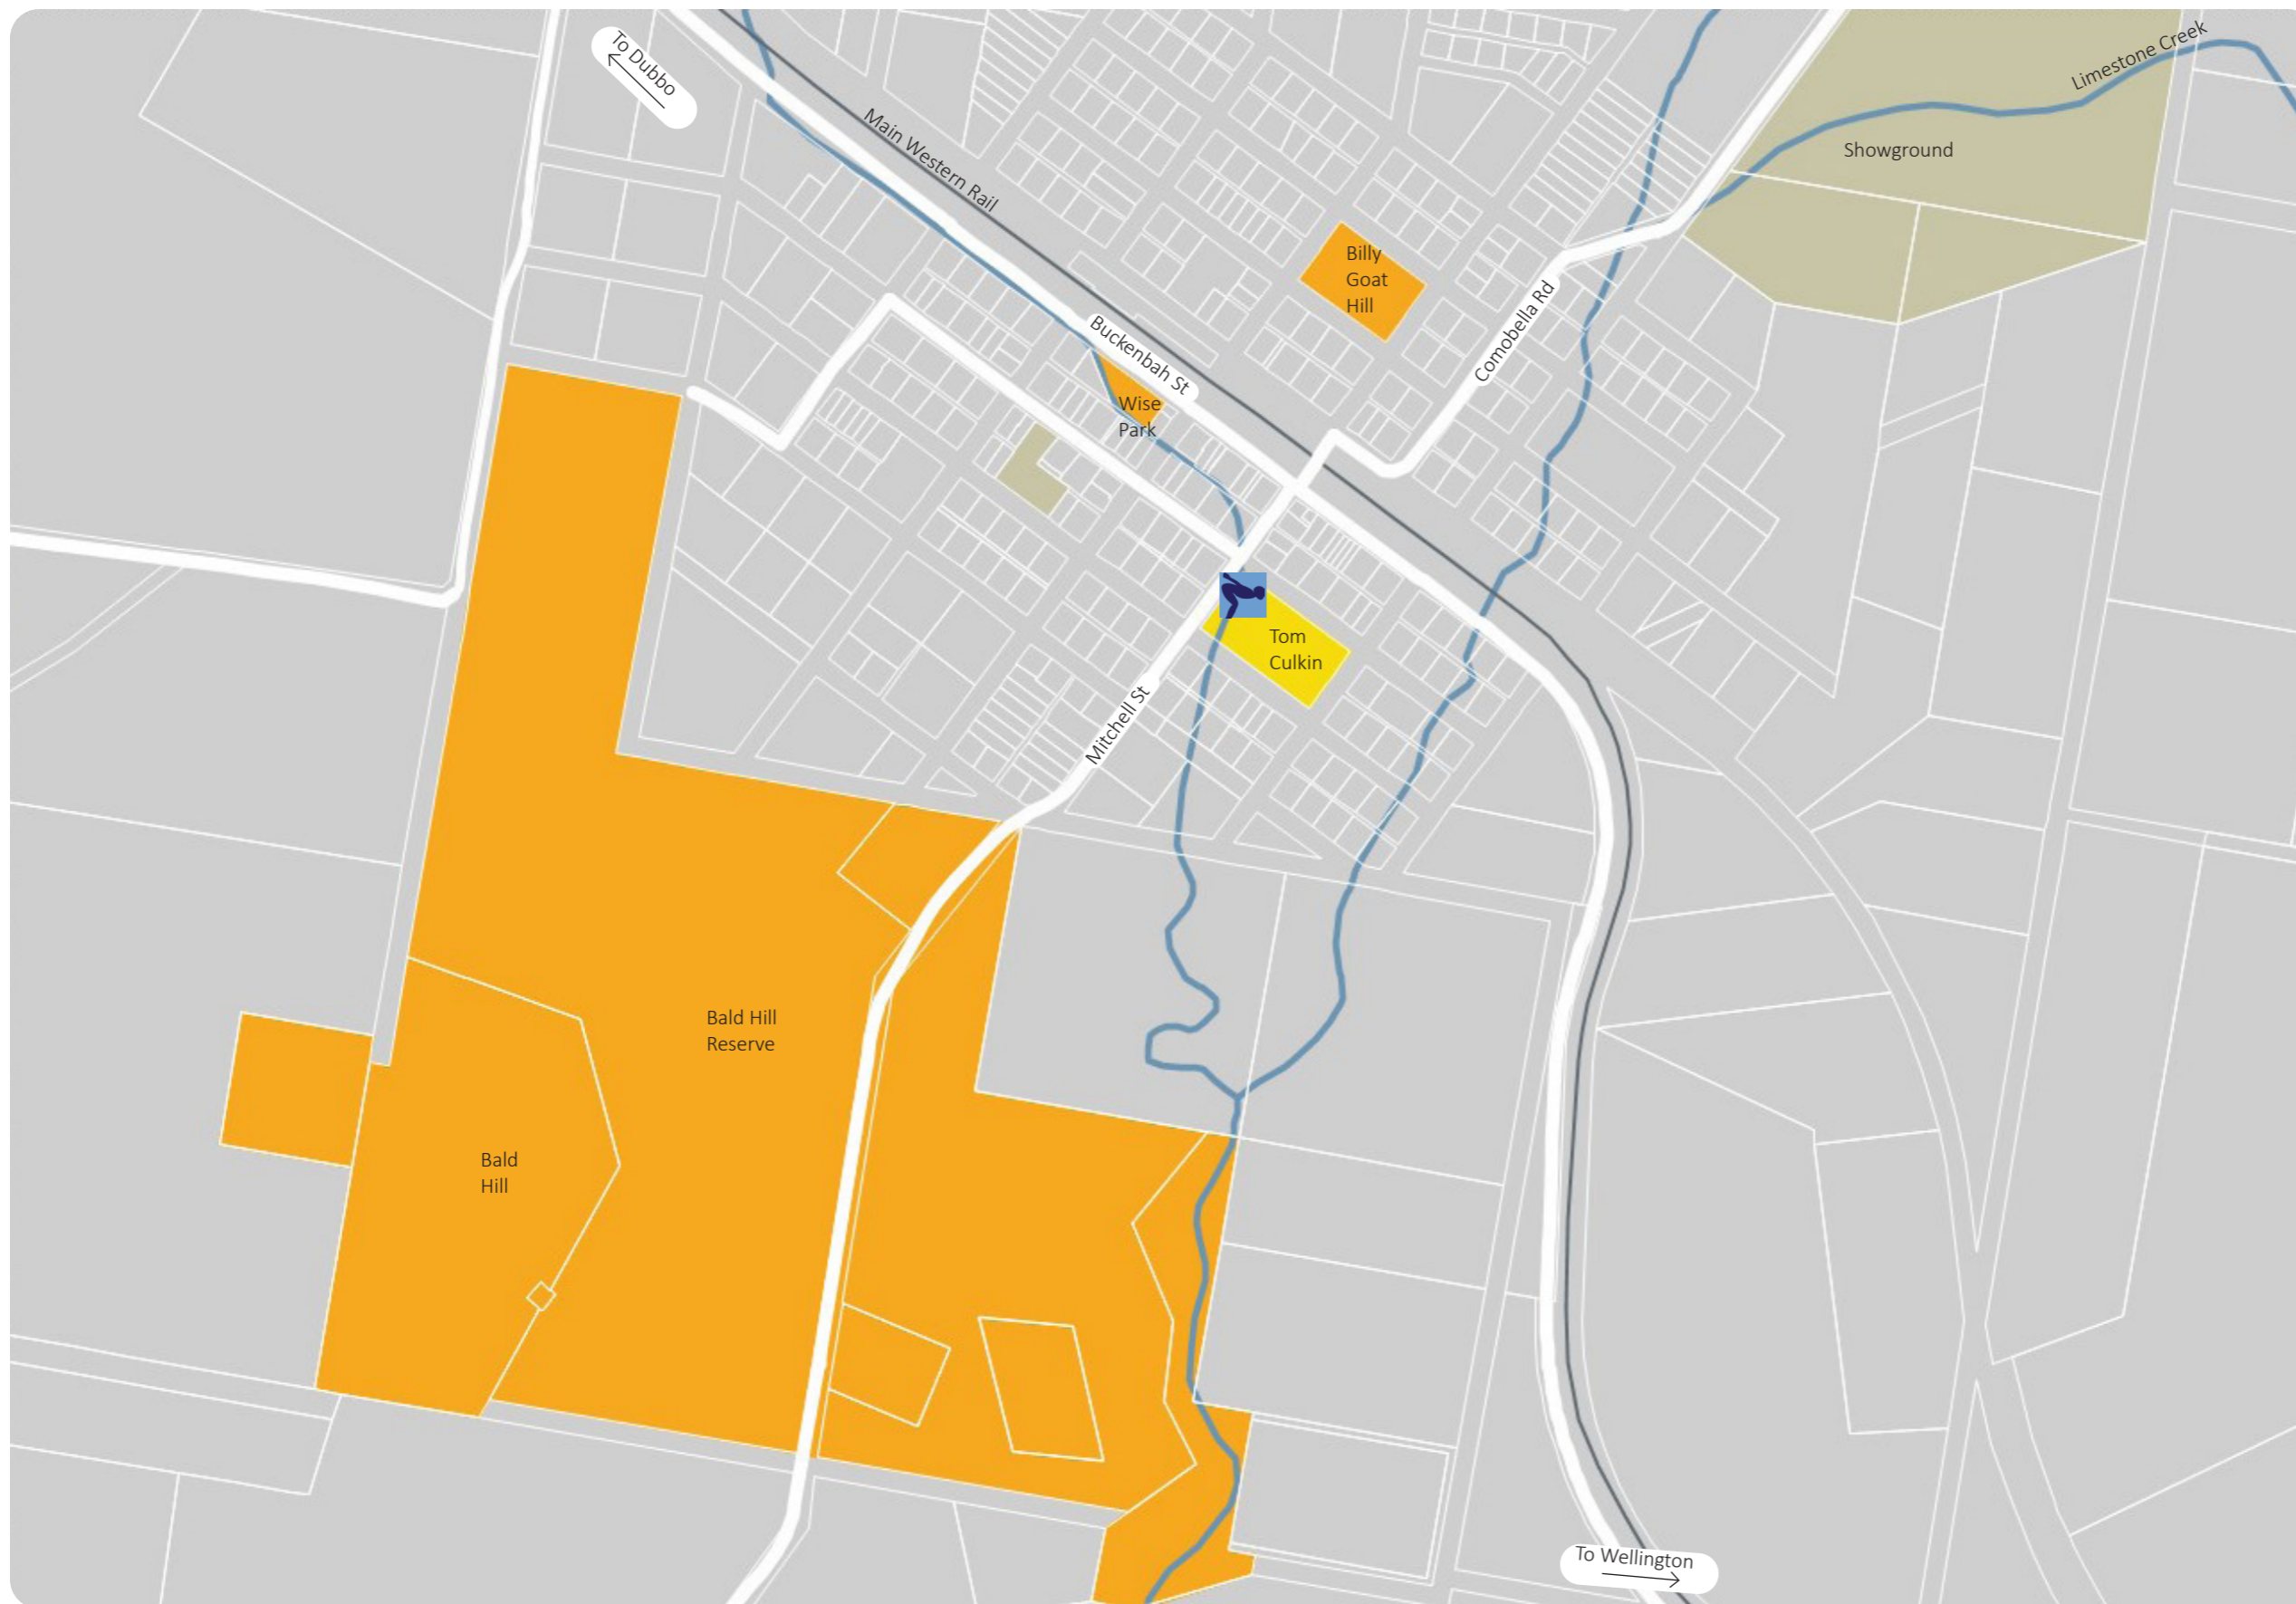 To Dubbo
Limestone Creek
Main Western Rail
Showground
Billy
Goat
Hill
Buckenbah St
Comobella Rd
Wise
Park
Tom
Culkin
Mitchell St
Bald Hill
Reserve
Bald
Hill
To Wellington